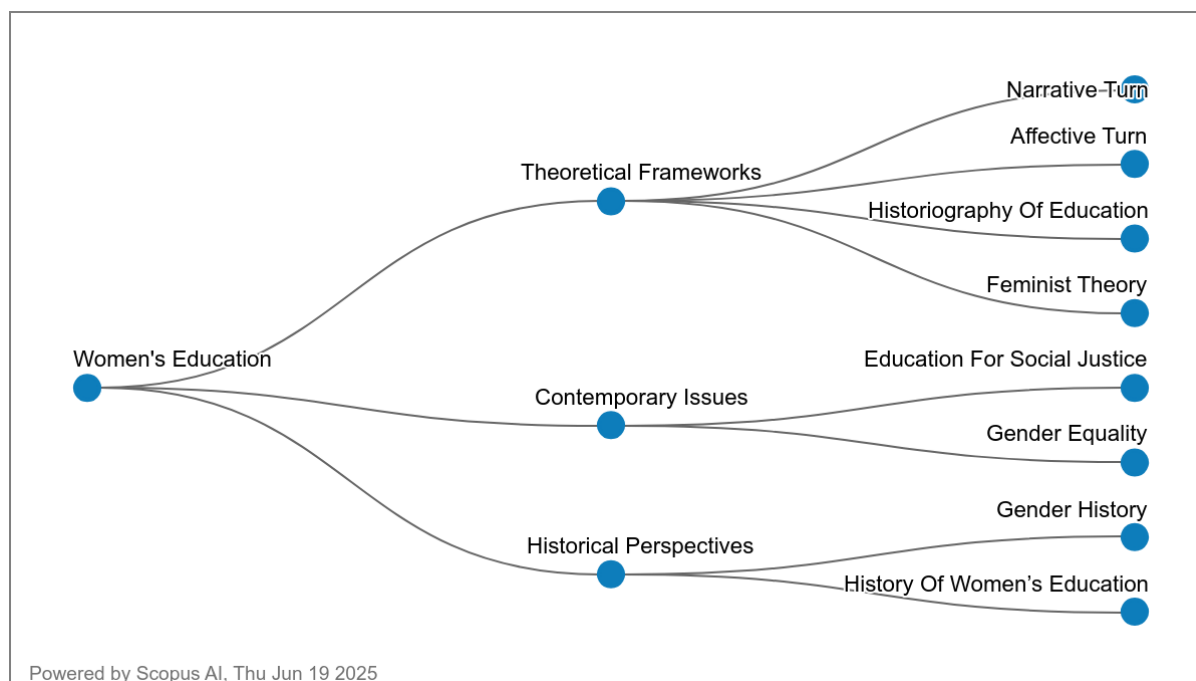 Narrative Turn
Affective Turn
Theoretical Frameworks
Historiography Of Education
Feminist Theory
Women's Education
Education For Social Justice
Contemporary Issues
Gender Equality
Gender History
Historical Perspectives
History Of Women’s Education
Powered by Scopus AI, Thu Jun 19 2025